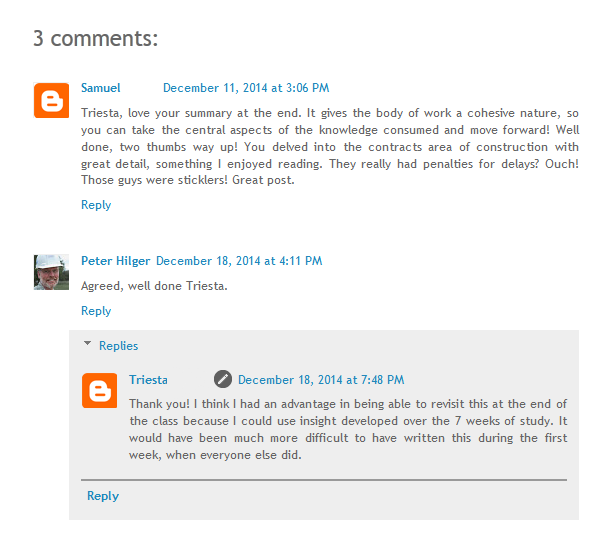 3 comments:
Samuel December 11, 2014 at 3:06 PM
Triesta, love your summary at the end. It gives the body of work a cohesive nature, so
you can take the central aspects of the knowledge consumed and move forward! Well
done, two thumbs way up! You delved into the contracts area of construction with
great detail, something I enjoyed reading. They really had penalties for delays? Ouch!
Those guys were sticklers! Great post.
Reply
Peter Hilger December 18, 2014 at 4:11 PM
Agreed, well done Triesta.
Reply
Replies
Triesta December 18, 2014 at 7:48 PM
Thank you! I think I had an advantage in being able to revisit this at the end of
the class because I could use insight developed over the 7 weeks of study. It
would have been much more difficult to have written this during the first
week, when everyone else did.
Reply